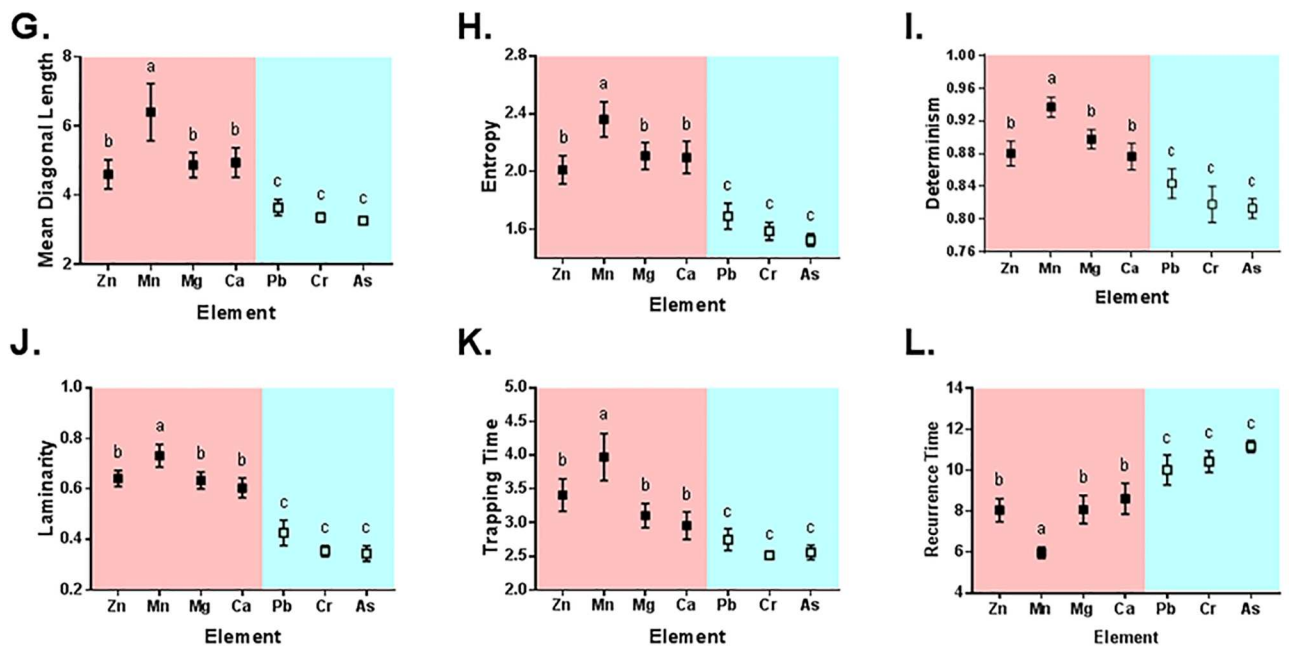 G.
Mean Diagonal Length
8
6
4
2
a
b
b
b
c
c
c
Zn Mn Mg Ca Pb Cr As
Element
H.
Entropy
2.8
2.4
2.0
1.6
a
b
b
b
c
c
c
Zn Mn Mg Ca Pb Cr As
Element
I.
Determinism
1.00
0.96
0.92
0.88
0.84
0.80
0.76
a
b
b
b
c
c
c
Zn Mn Mg Ca Pb Cr As
Element
J.
Laminarity
1.0
0.8
0.6
0.4
0.2
a
b
b
b
c
c
c
Zn Mn Mg Ca Pb Cr As
Element
K.
Trapping Time
5.0
4.5
4.0
3.5
3.0
2.5
2.0
a
b
b
b
c
c
c
Zn Mn Mg Ca Pb Cr As
Element
L.
Recurrence Time
14
12
10
8
6
4
b
a
b
b
c
c
c
Zn Mn Mg Ca Pb Cr As
Element